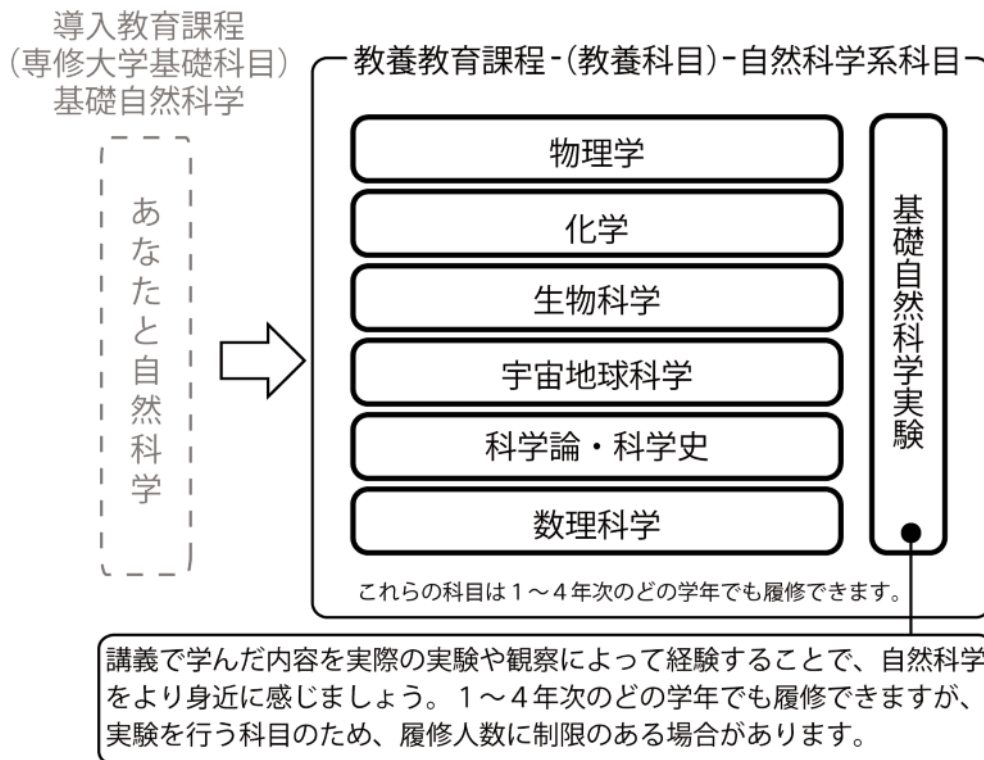 導入教育課程
(専修大学基礎科目)
基礎自然科学
あなたと自然科学
教養教育課程-(教養科目)-自然科学系科目
物理学
化学
生物科学
宇宙地球科学
科学論・科学史
数理科学
基礎自然科学実験
これらの科目は1～4年次のどの学年でも履修できます。
講義で学んだ内容を実際の実験や観察によって経験することで、自然科学
をより身近に感じましょう。1～4年次のどの学年でも履修できますが、
実験を行う科目のため、履修人数に制限のある場合があります。